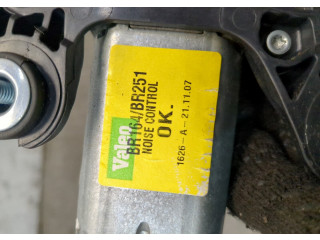 Valeo
BR164/BR251
NOISE CONTROL
OK.
1626-A-21.11.07